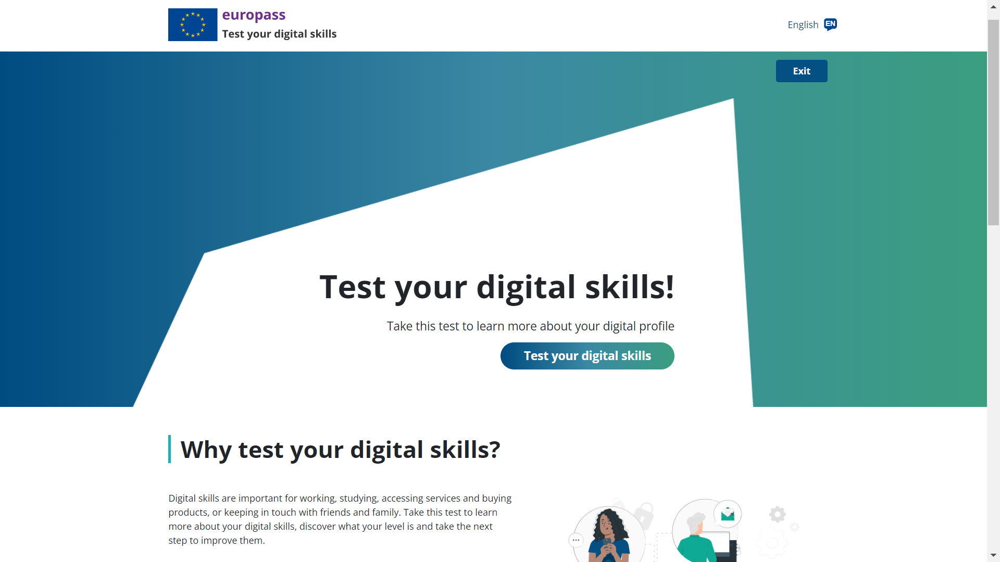 europass
Test your digital skills
English EN
Exit
Test your digital skills!
Take this test to learn more about your digital profile
Test your digital skills
Why test your digital skills?
Digital skills are important for working, studying, accessing services and buying
products, or keeping in touch with friends and family. Take this test to learn
more about your digital skills, discover what your level is and take the next
step to improve them.